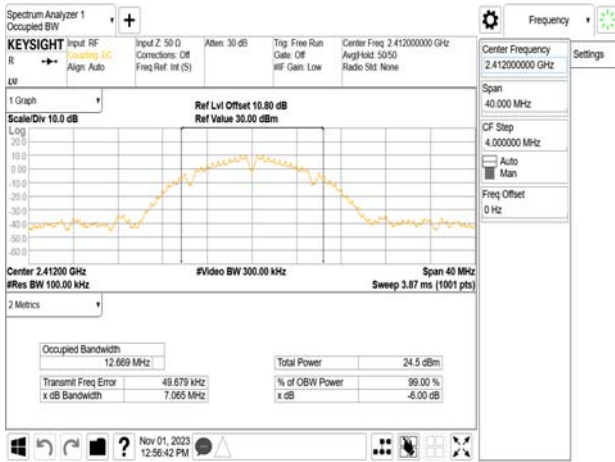 Spectrum Analyzer 1
Occupied BW
Frequency
KEYSIGHT Input: RF
R
Coupling: DC
Align: Auto
LXI
Input Z: 50 Ω
Corrections: Off
Freq Ref: Int (S)
Atten: 30 dB
Trig: Free Run
Gate: Off
#IF Gain: Low
Center Freq: 2.412000000 GHz
Avg|Hold: 50/50
Radio Std: None
Center Frequency
2.412000000 GHz
Settings
Span
40.000 MHz
CF Step
4.000000 MHz
Auto
Man
Freq Offset
0 Hz
1 Graph
Ref Lvl Offset 10.80 dB
Scale/Div 10.0 dB
Ref Value 30.00 dBm
Log
20.0
10.0
0.00
-10.0
-20.0
-30.0
-40.0
-50.0
-60.0
Center 2.41200 GHz
#Video BW 300.00 kHz
Span 40 MHz
#Res BW 100.00 kHz
Sweep 3.87 ms (1001 pts)
2 Metrics
Occupied Bandwidth
12.669 MHz
Total Power 24.5 dBm
Transmit Freq Error 49.679 kHz
% of OBW Power 99.00 %
x dB Bandwidth 7.065 MHz
x dB -6.00 dB
Nov 01, 2023
12:56:42 PM